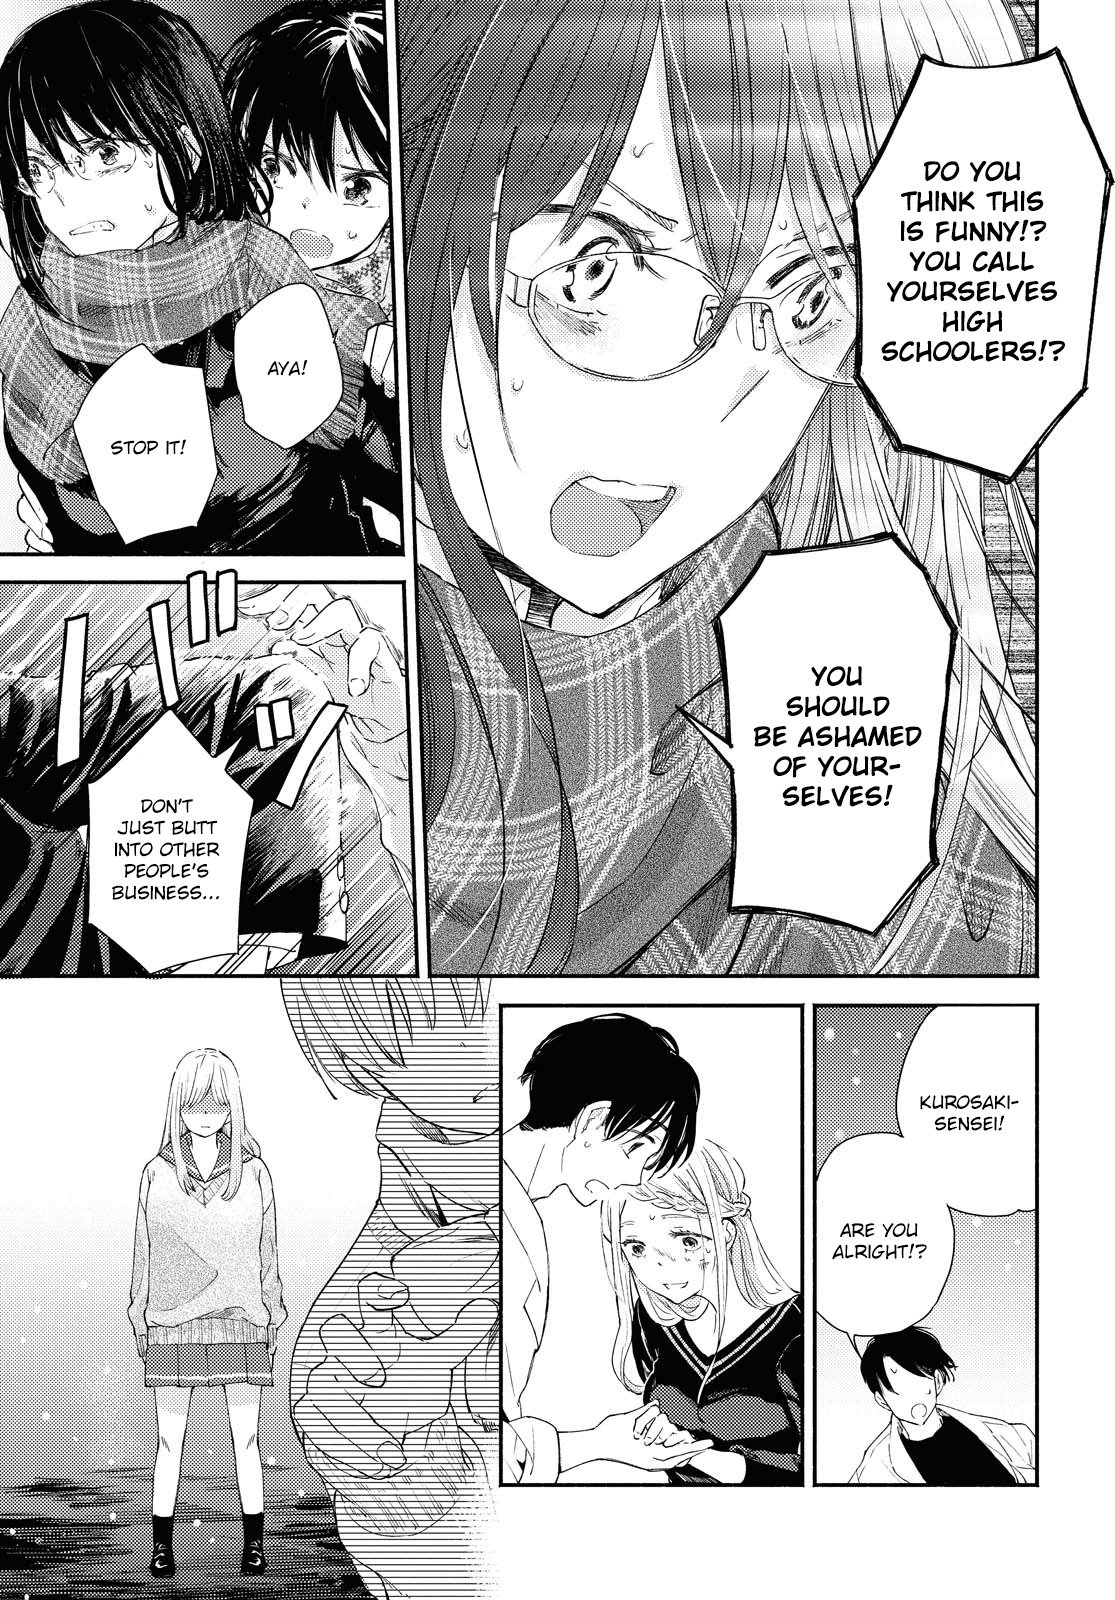 DO YOU
THINK THIS
IS FUNNY!?
YOU CALL
YOURSELVES
HIGH
SCHOOLERS!?
YOU
SHOULD
BE ASHAMED
OF YOUR-
SELVES!
AYA!
STOP IT!
DON'T
JUST BUTT
INTO OTHER
PEOPLE'S
BUSINESS...
KUROSAKI-
SENSEI!
ARE YOU
ALRIGHT!?